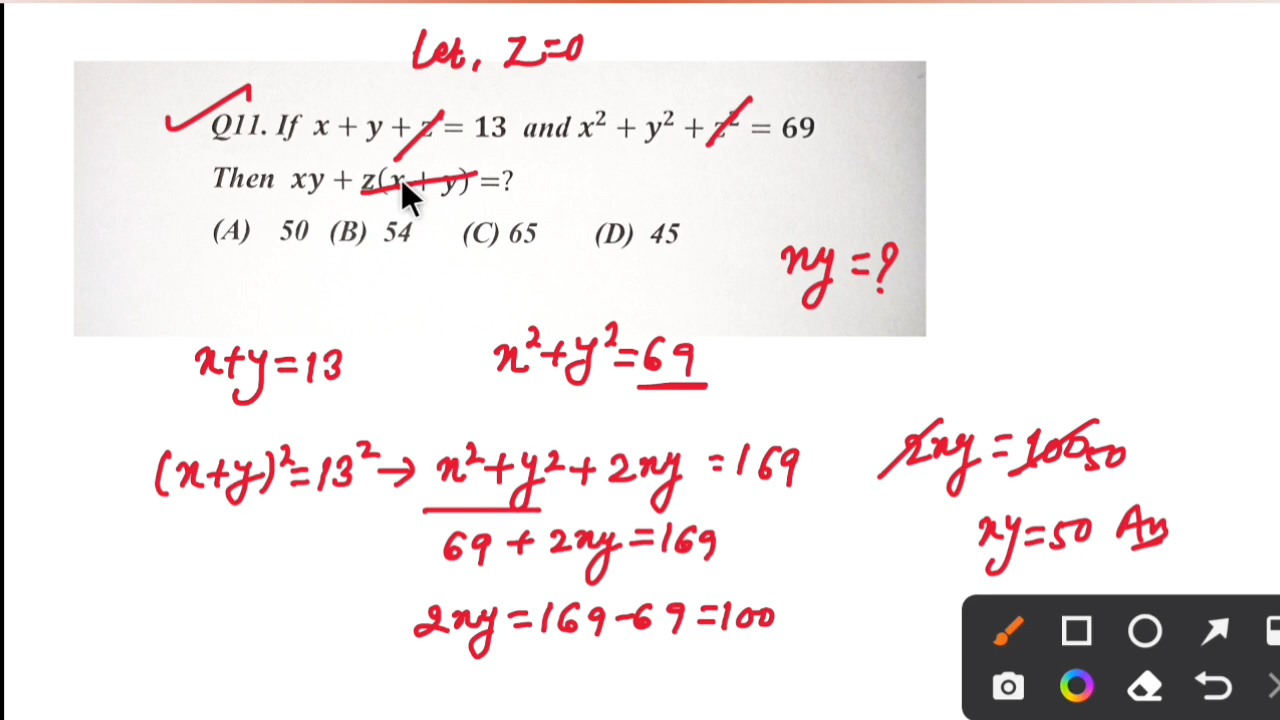 Let, Z=0
Q11. If x + y + z = 13 and x² + y² + z² = 69
Then xy + z(x + y) =?
(A) 50 (B) 54 (C) 65 (D) 45
xy =?
x+y=13 x²+y²=69
(x+y)²=13² → x²+y²+2xy =169
69 + 2xy=169
2xy=169-69=100
2xy = 100 50
xy=50 An